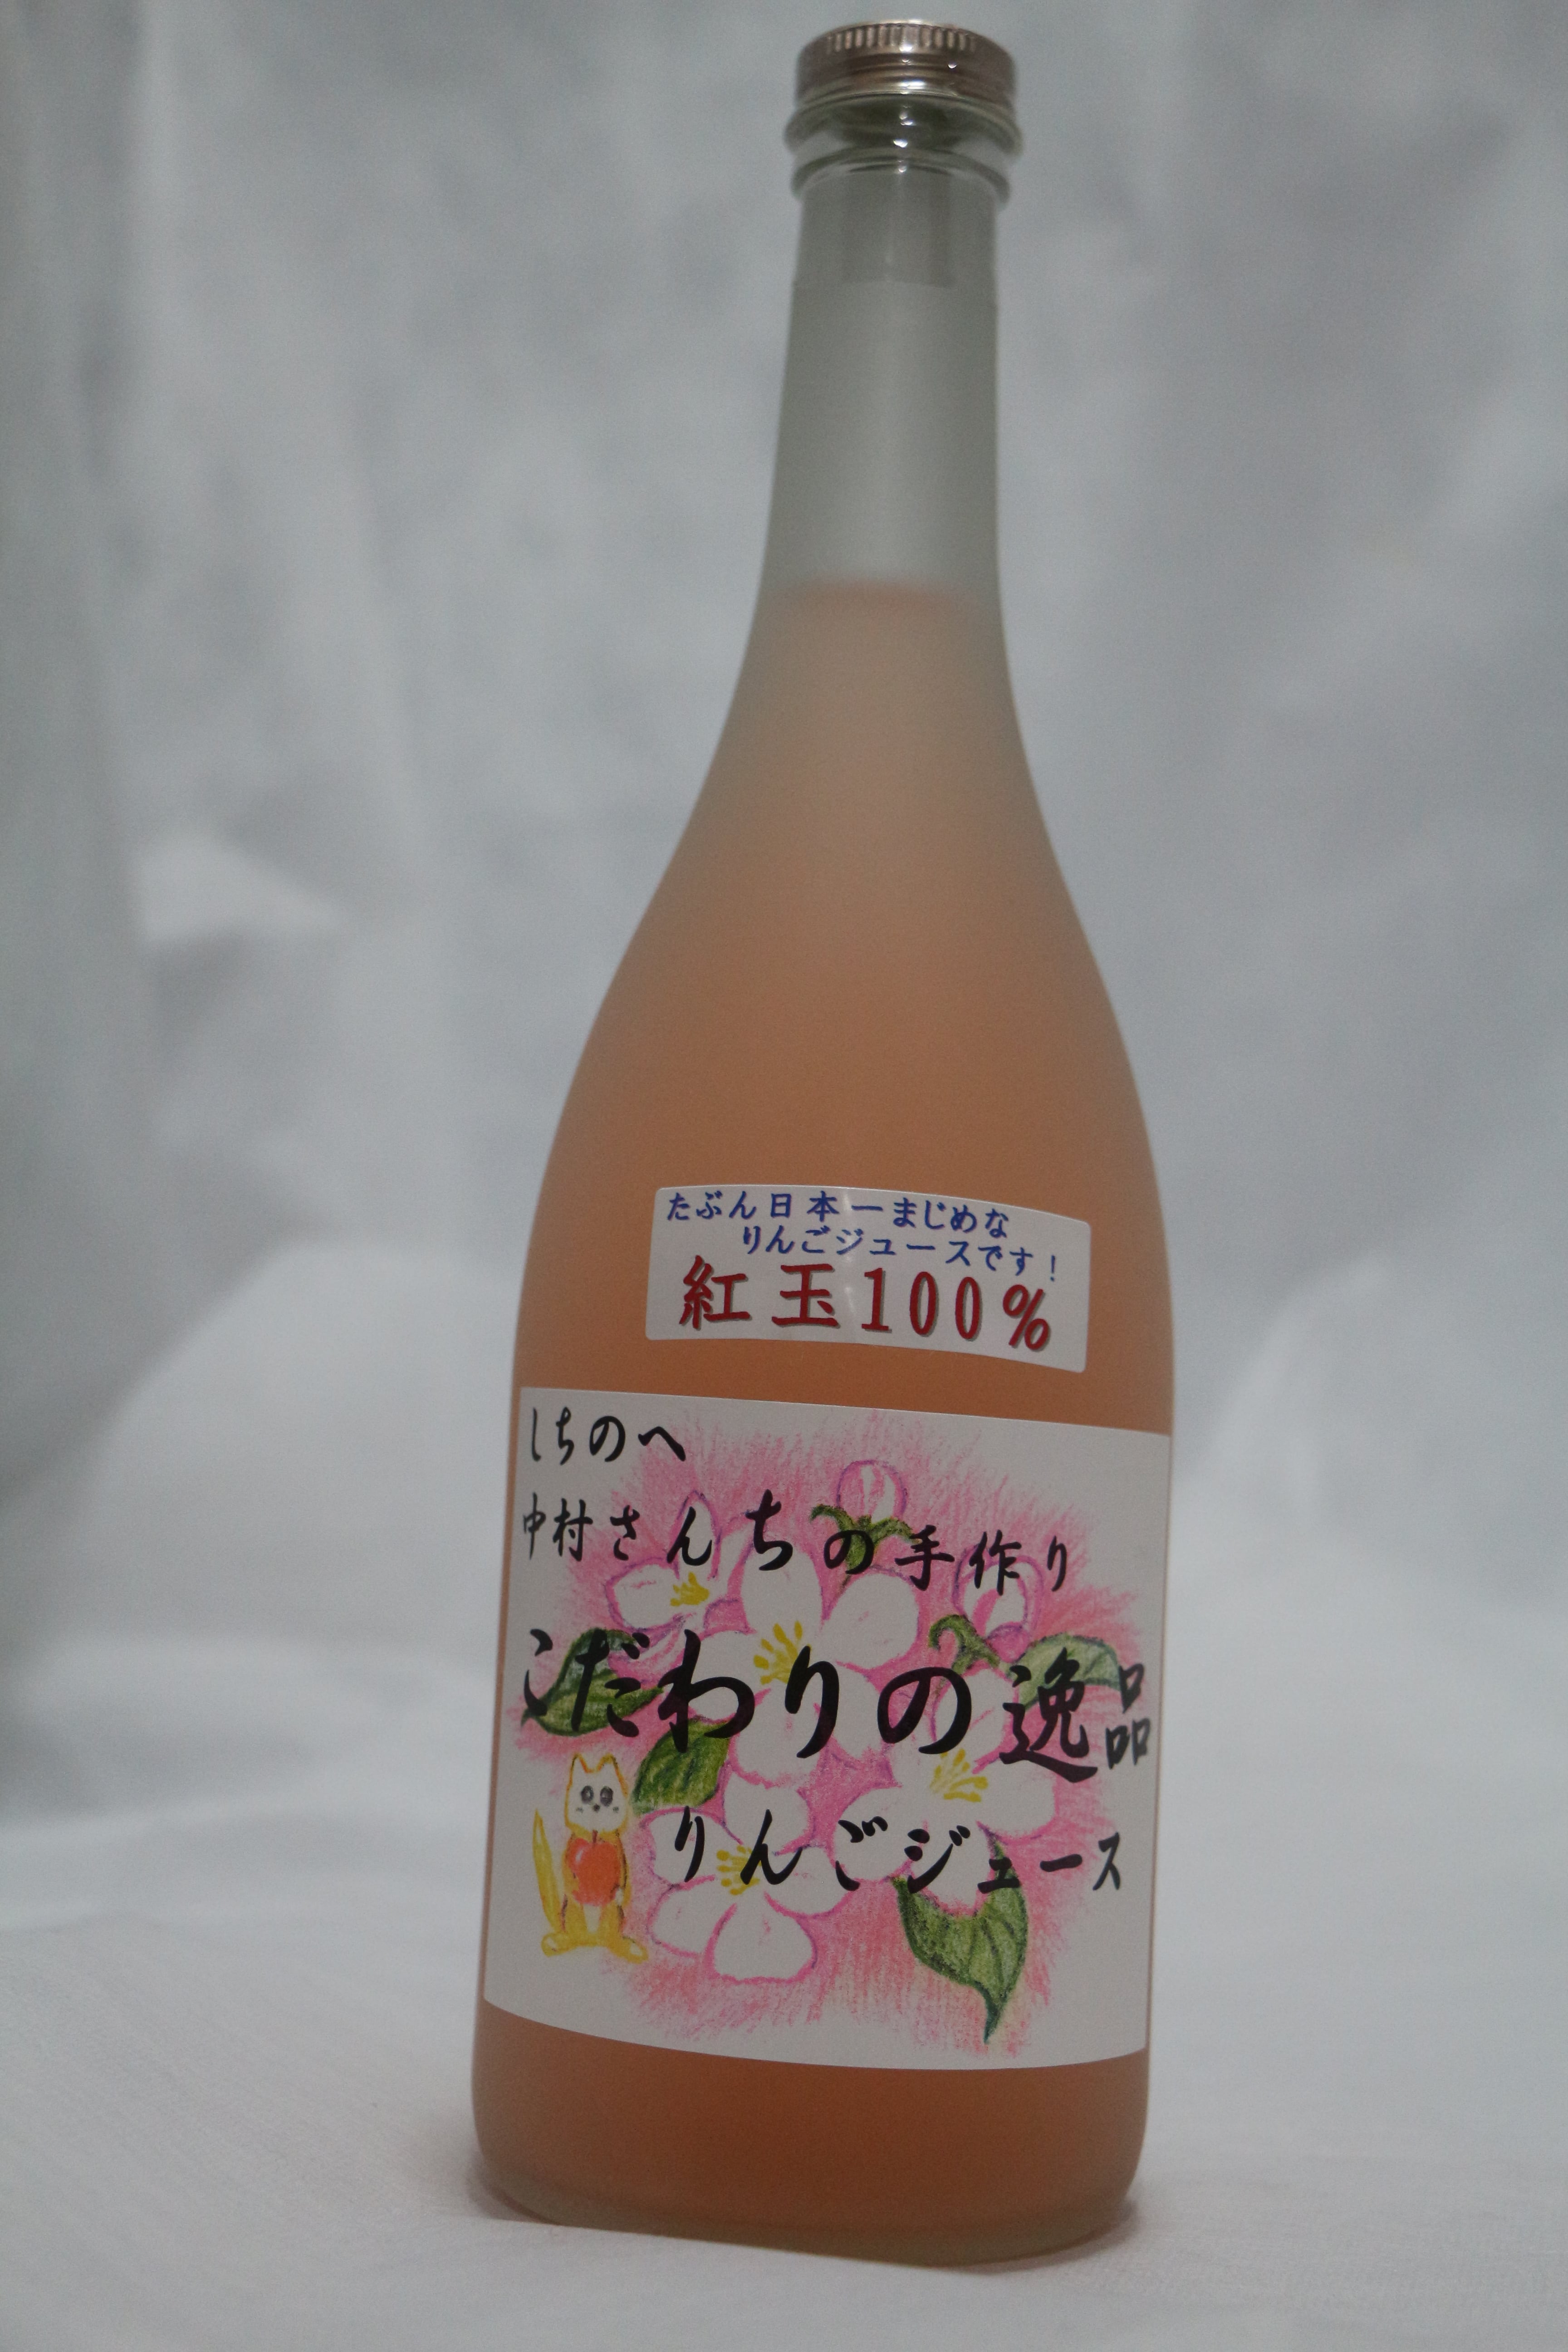 たぶん日本一まじめな
りんごジュースです!
紅玉100%
しちのへ
中村さんちの手作り
こだわりの逸品
りんごジュース